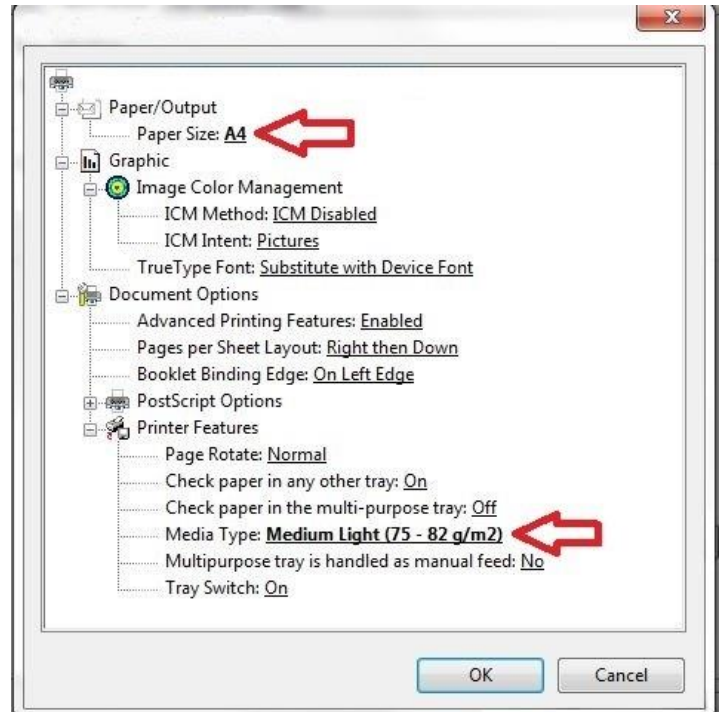 Paper/Output
Paper Size: A4
Graphic
Image Color Management
ICM Method: ICM Disabled
ICM Intent: Pictures
TrueType Font: Substitute with Device Font
Document Options
Advanced Printing Features: Enabled
Pages per Sheet Layout: Right then Down
Booklet Binding Edge: On Left Edge
PostScript Options
Printer Features
Page Rotate: Normal
Check paper in any other tray: On
Check paper in the multi-purpose tray: Off
Media Type: Medium Light (75 - 82 g/m2)
Multipurpose tray is handled as manual feed: No
Tray Switch: On
OK Cancel